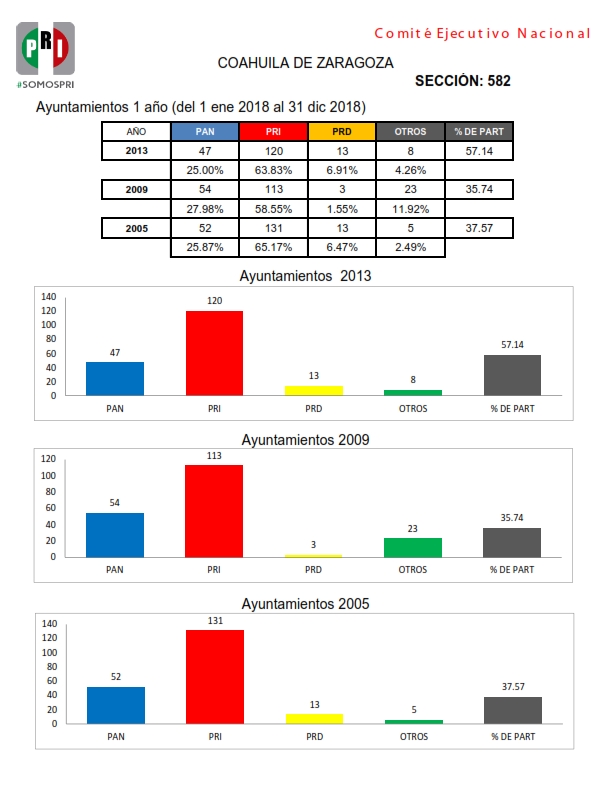 PRI
#SOMOSPRI
Comité Ejecutivo Nacional
COAHUILA DE ZARAGOZA
SECCIÓN: 582
Ayuntamientos 1 año (del 1 ene 2018 al 31 dic 2018)
AÑO PAN PRI PRD OTROS % DE PART
2013 47 120 13 8 57.14
25.00% 63.83% 6.91% 4.26%
2009 54 113 3 23 35.74
27.98% 58.55% 1.55% 11.92%
2005 52 131 13 5 37.57
25.87% 65.17% 6.47% 2.49%
Ayuntamientos 2013
140
120
100
80
60
40
20
0
47 120 13 8 57.14
PAN PRI PRD OTROS % DE PART
Ayuntamientos 2009
120
100
80
60
40
20
0
54 113 3 23 35.74
PAN PRI PRD OTROS % DE PART
Ayuntamientos 2005
140
120
100
80
60
40
20
0
52 131 13 5 37.57
PAN PRI PRD OTROS % DE PART